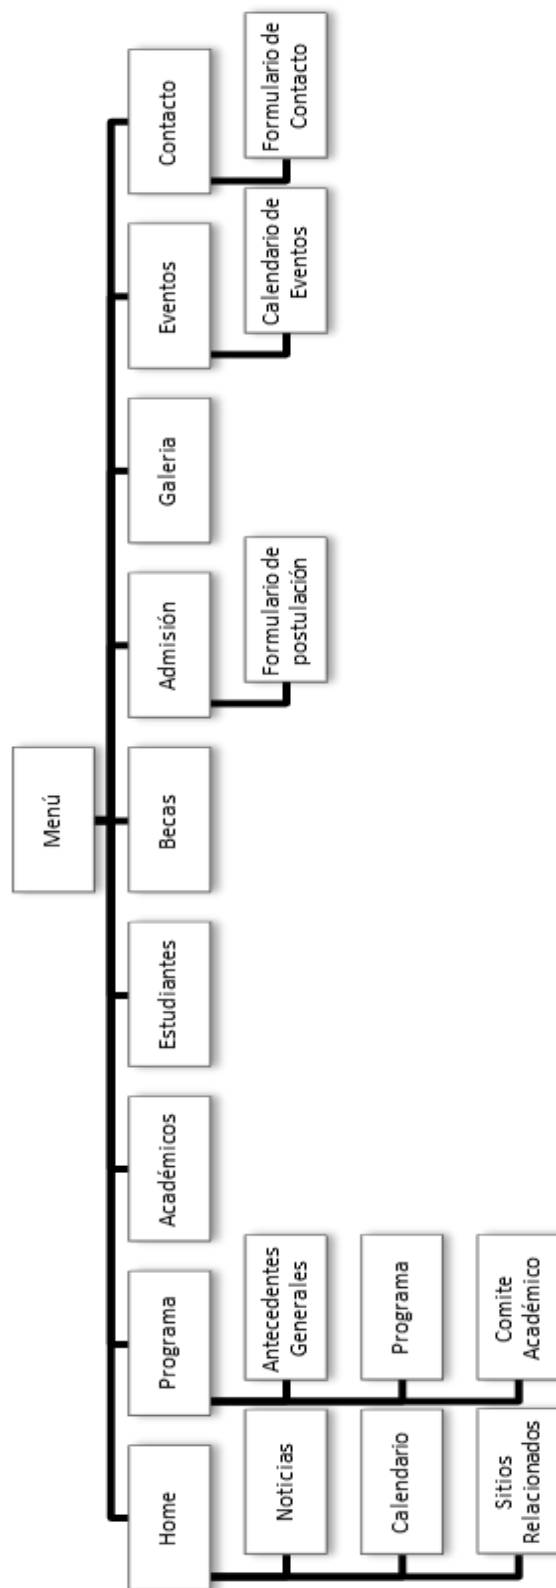 Menú
Home
Programa
Académicos
Estudiantes
Becas
Admisión
Galeria
Eventos
Contacto
Noticias
Calendario
Sitios
Relacionados
Antecedentes
Generales
Programa
Comite
Académico
Formulario de
postulación
Calendario de
Eventos
Formulario de
Contacto